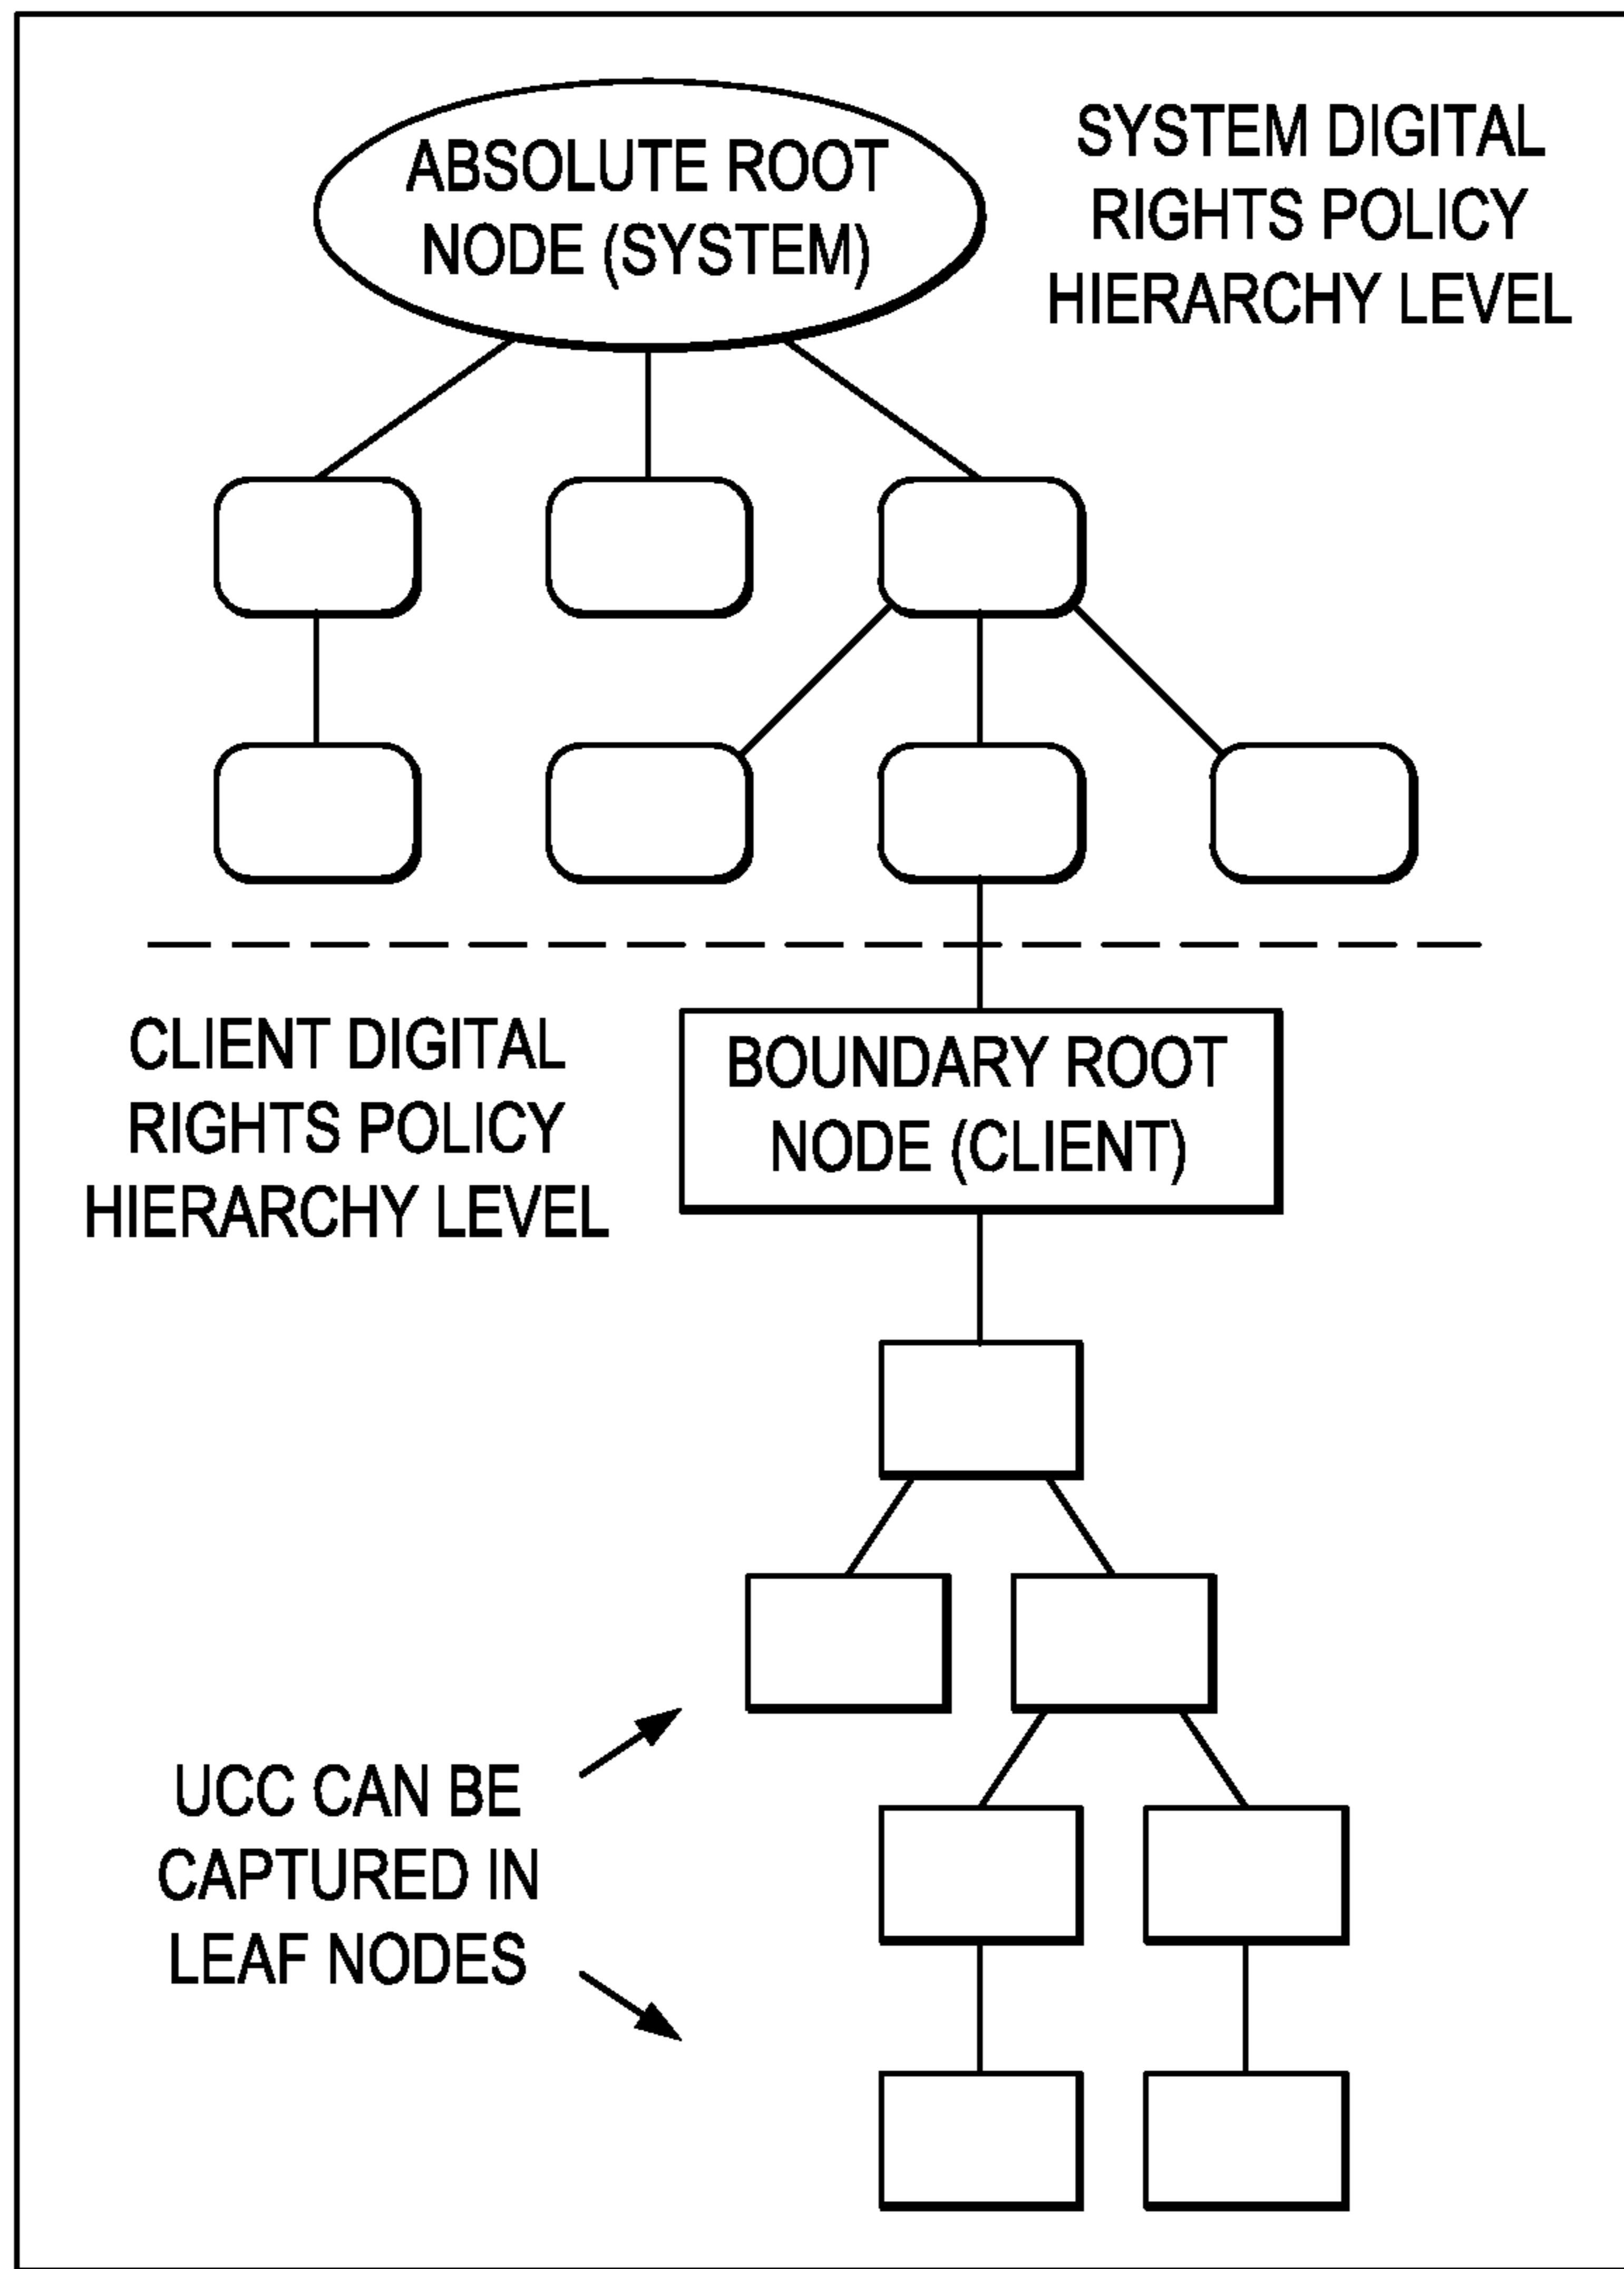 ABSOLUTE ROOT
NODE (SYSTEM)
SYSTEM DIGITAL
RIGHTS POLICY
HIERARCHY LEVEL
CLIENT DIGITAL
RIGHTS POLICY
HIERARCHY LEVEL
BOUNDARY ROOT
NODE (CLIENT)
UCC CAN BE
CAPTURED IN
LEAF NODES